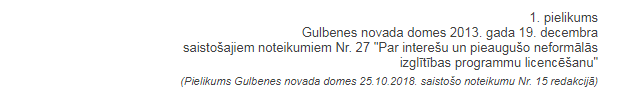 1. pielikums
Gulbenes novada domes 2013. gada 19. decembra
saistošajiem noteikumiem Nr. 27 "Par interešu un pieaugušo neformālās
izglītības programmu licencēšanu"
(Pielikums Gulbenes novada domes 25.10.2018. saistošo noteikumu Nr. 15 redakcijā)